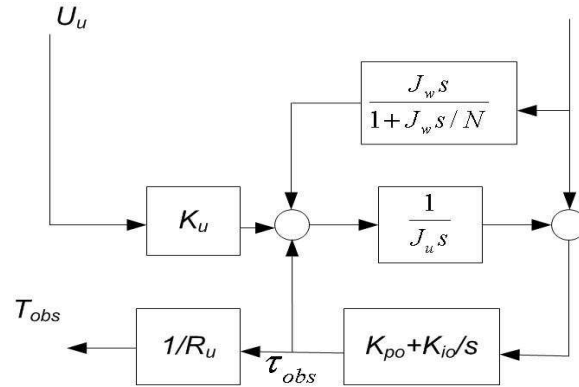 U_u
J_w s
1+J_w s/N
K_u
1
J_u s
T_obs
1/R_u
τ_obs
K_po+K_io/s